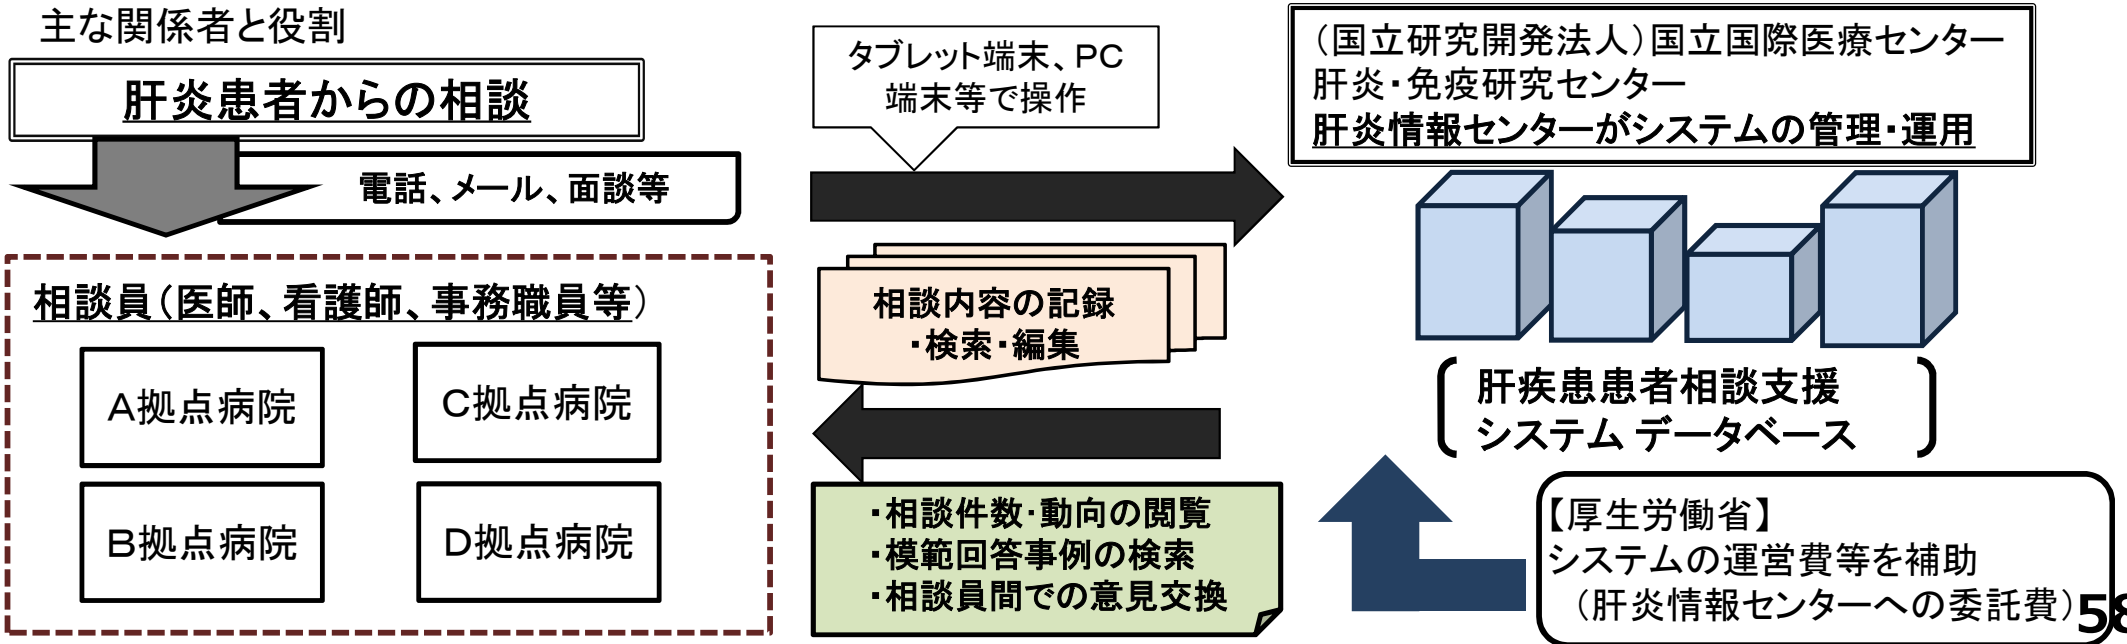 主な関係者と役割
肝炎患者からの相談
電話、メール、面談等
相談員（医師、看護師、事務職員等）
A拠点病院
C拠点病院
B拠点病院
D拠点病院
タブレット端末、PC
端末等で操作
相談内容の記録
・検索・編集
・相談件数・動向の閲覧
・模範回答事例の検索
・相談員間での意見交換
（国立研究開発法人）国立国際医療センター
肝炎・免疫研究センター
肝炎情報センターがシステムの管理・運用
肝疾患患者相談支援
システム データベース
【厚生労働省】
システムの運営費等を補助
（肝炎情報センターへの委託費）
58